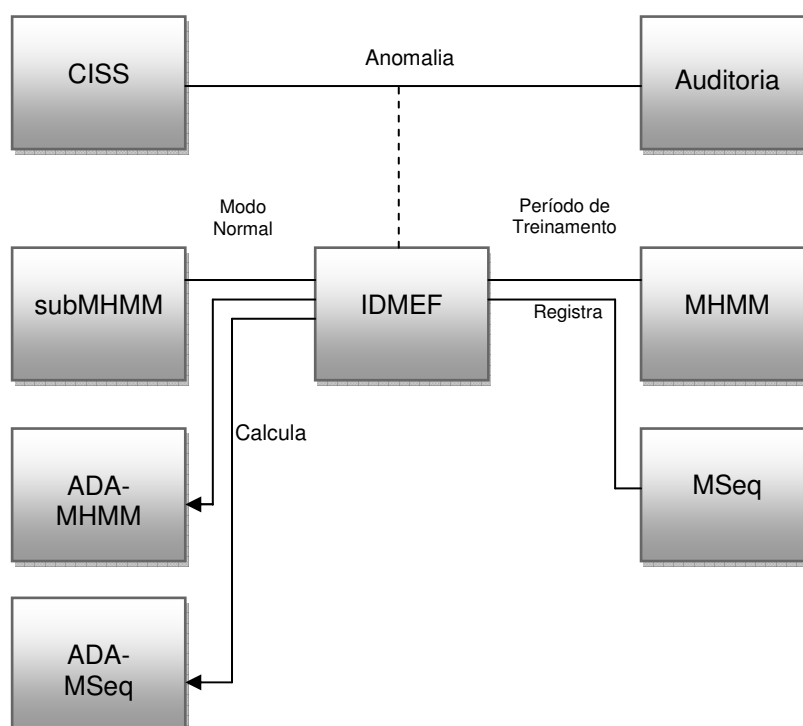 CISS
Anomalia
Auditoria
Modo
Normal
Período de
Treinamento
subMHMM
IDMEF
Registra
MHMM
Calcula
ADA-
MHMM
MSeq
ADA-
MSeq